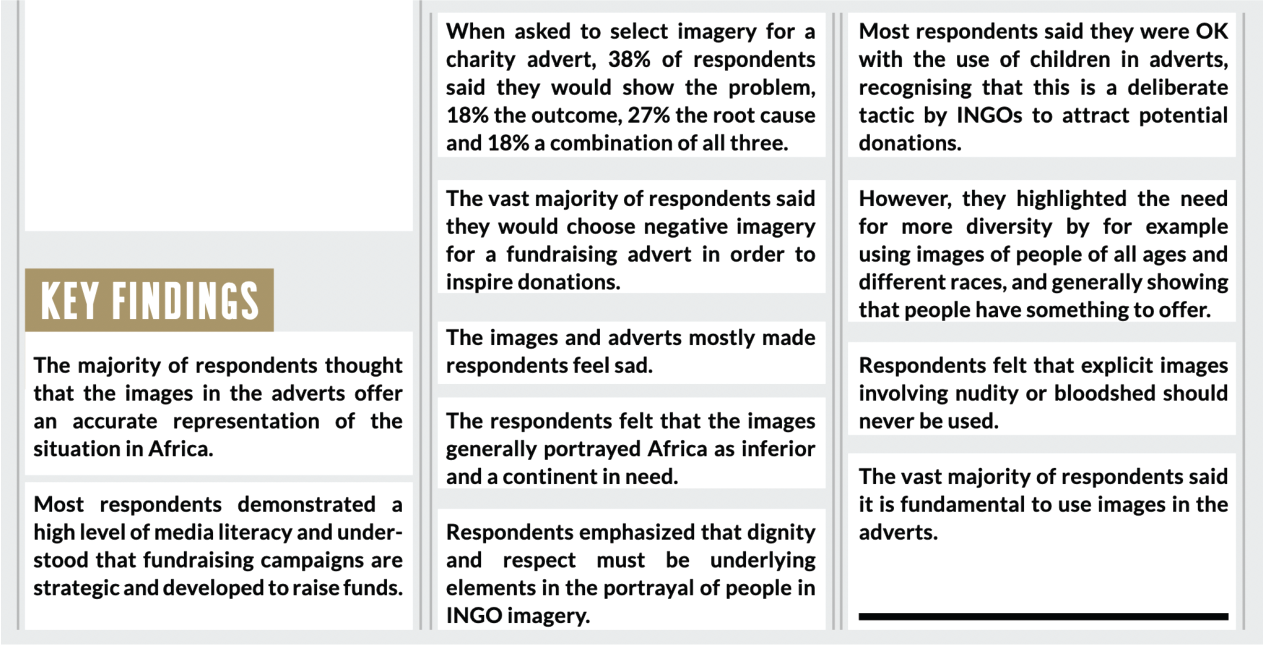 KEY FINDINGS
The majority of respondents thought
that the images in the adverts offer
an accurate representation of the
situation in Africa.
Most respondents demonstrated a
high level of media literacy and under-
stood that fundraising campaigns are
strategic and developed to raise funds.
When asked to select imagery for a
charity advert, 38% of respondents
said they would show the problem,
18% the outcome, 27% the root cause
and 18% a combination of all three.
The vast majority of respondents said
they would choose negative imagery
for a fundraising advert in order to
inspire donations.
The images and adverts mostly made
respondents feel sad.
The respondents felt that the images
generally portrayed Africa as inferior
and a continent in need.
Respondents emphasized that dignity
and respect must be underlying
elements in the portrayal of people in
INGO imagery.
Most respondents said they were OK
with the use of children in adverts,
recognising that this is a deliberate
tactic by INGOs to attract potential
donations.
However, they highlighted the need
for more diversity by for example
using images of people of all ages and
different races, and generally showing
that people have something to offer.
Respondents felt that explicit images
involving nudity or bloodshed should
never be used.
The vast majority of respondents said
it is fundamental to use images in the
adverts.